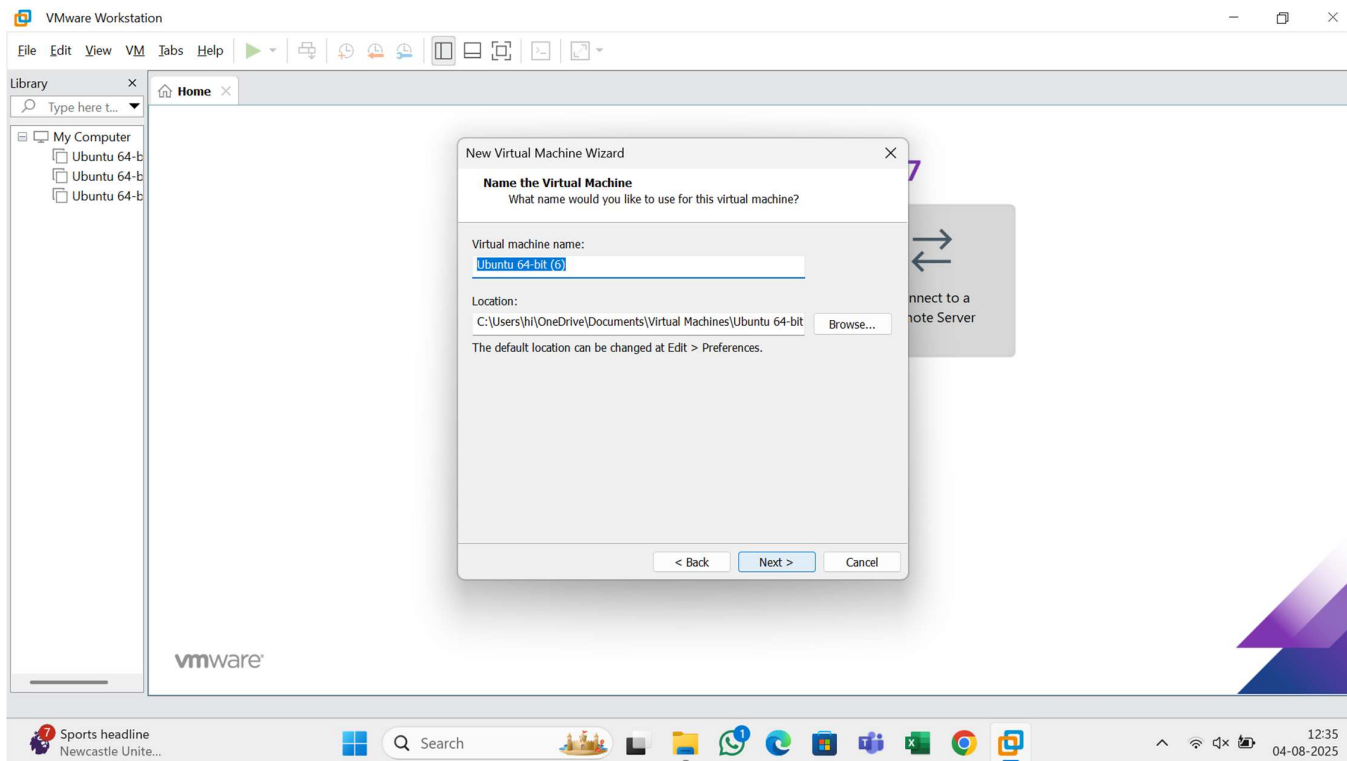 VMware Workstation
File Edit View VM Tabs Help
Library
Home
Type here t...
My Computer
Ubuntu 64-b
Ubuntu 64-b
Ubuntu 64-b
New Virtual Machine Wizard
Name the Virtual Machine
What name would you like to use for this virtual machine?
Virtual machine name:
Ubuntu 64-bit (6)
Location:
C:\Users\hi\OneDrive\Documents\Virtual Machines\Ubuntu 64-bit
Browse...
The default location can be changed at Edit > Preferences.
< Back
Next >
Cancel
7
nnect to a
note Server
vmware
7
Sports headline
Newcastle Unite...
Search
1
12:35
04-08-2025